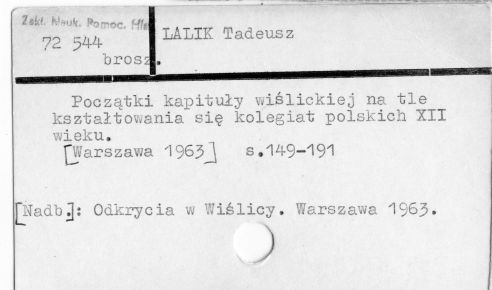 Zakł. Nauk. Pomoc. His
72 544
brosz.
LALIK Tadeusz
Początki kapituły wiślickiej na tle
kształtowania się kolegiat polskich XII
wieku.
[Warszawa 1963] s.149-191
[Nadb.]: Odkrycia w Wiślicy. Warszawa 1963.